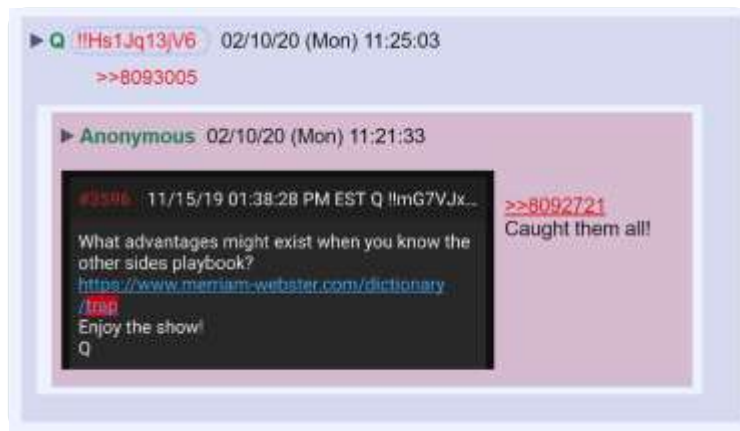 Q !!Hs1Jq13jV6 02/10/20 (Mon) 11:25:03
>>8093005
Anonymous 02/10/20 (Mon) 11:21:33
#3596 11/15/19 01:38:28 PM EST Q !!mG7VJx...
What advantages might exist when you know the
other sides playbook?
https://www.merriam-webster.com/dictionary
/trap
Enjoy the show!
Q
>>8092721
Caught them all!